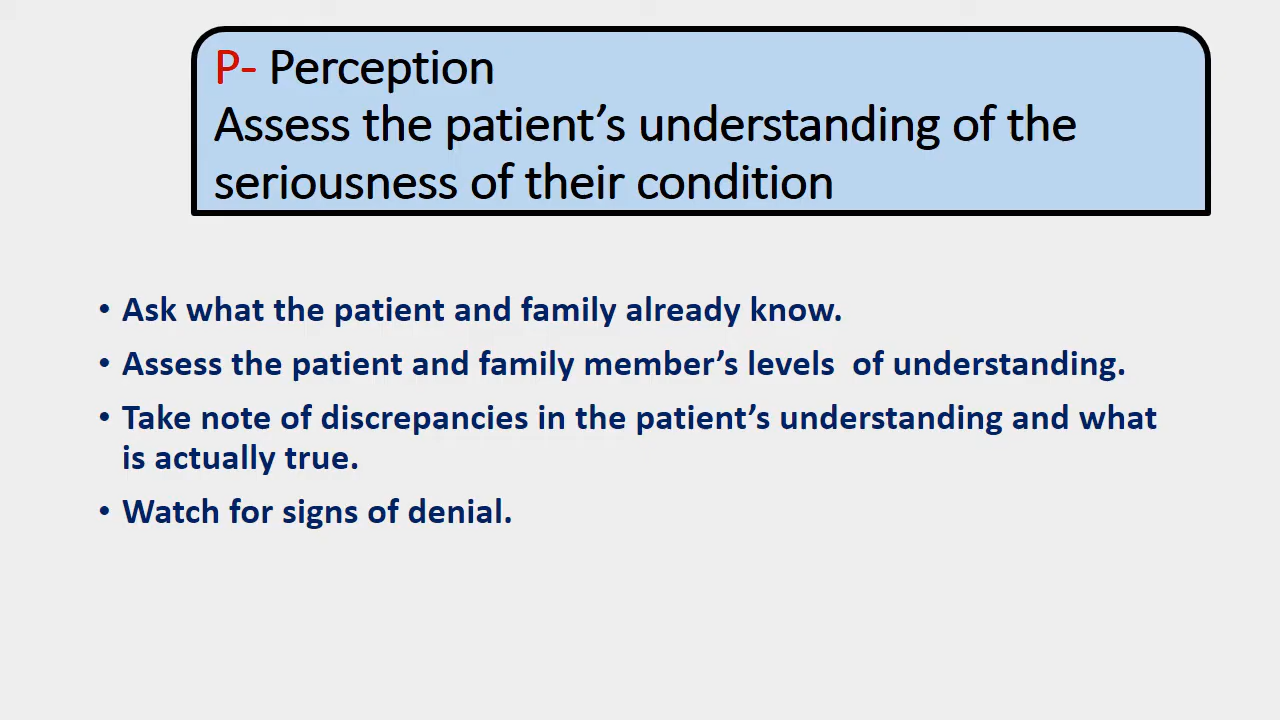 P- Perception
Assess the patient’s understanding of the
seriousness of their condition
• Ask what the patient and family already know.
• Assess the patient and family member’s levels  of understanding.
• Take note of discrepancies in the patient’s understanding and what
is actually true.
• Watch for signs of denial.